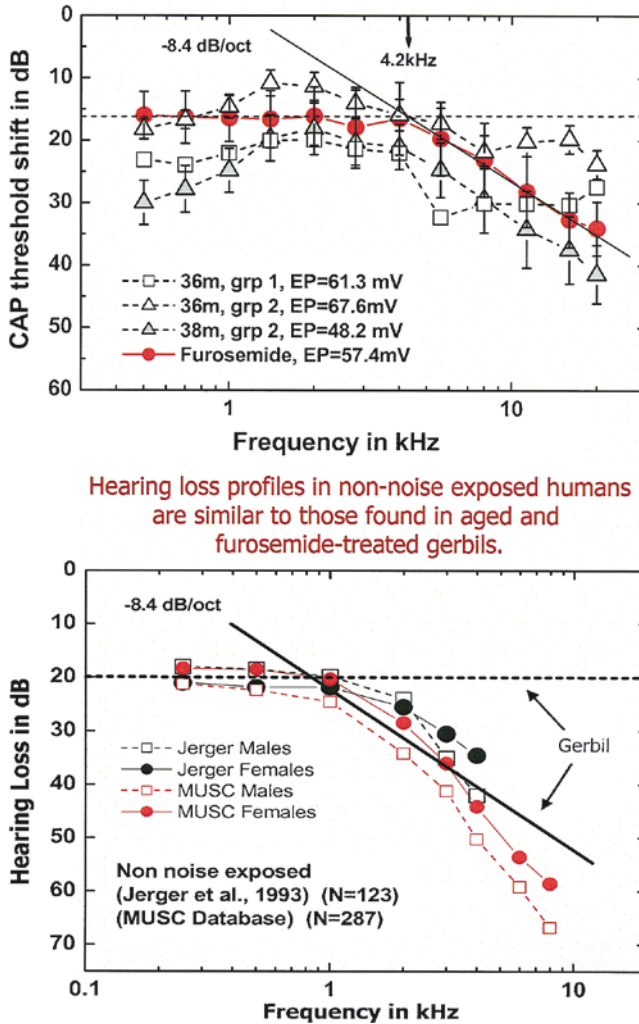 0
10
20
30
40
50
60
CAP threshold shift in dB
-8.4 dB/oct
4.2kHz
36m, grp 1, EP=61.3 mV
36m, grp 2, EP=67.6mV
38m, grp 2, EP=48.2 mV
Furosemide, EP=57.4mV
1
10
Frequency in kHz
Hearing loss profiles in non-noise exposed humans
are similar to those found in aged and
furosemide-treated gerbils.
0
10
20
30
40
50
60
70
Hearing Loss in dB
-8.4 dB/oct
Gerbil
Jerger Males
Jerger Females
MUSC Males
MUSC Females
Non noise exposed
(Jerger et al., 1993) (N=123)
(MUSC Database) (N=287)
0.1
1
10
Frequency in kHz